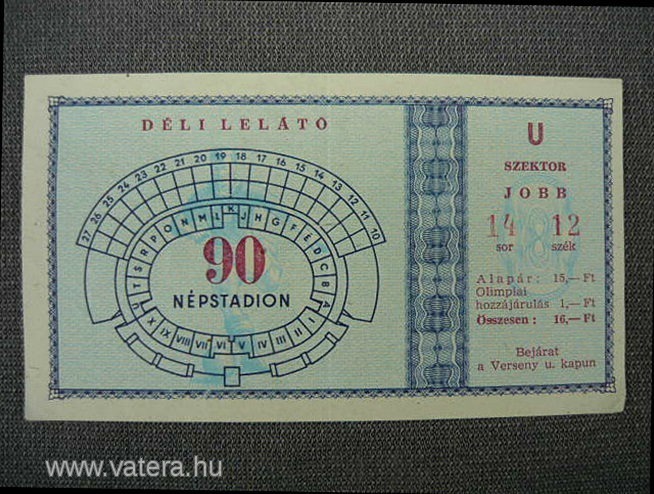 DÉLI LELÁTÓ
10 11 12 13 14 15 16 17 18 19 20 21 22 23 24 25 26 27
U T S R P O N M L K J H G F É D C B A
90
NÉPSTADION
X IX VIII VII VI V IV III II I
U
SZEKTOR
JOBB
14 12
sor szék
Alapár: 15,— Ft
Olimpiai
hozzájárulás 1,— Ft
Összesen: 16,— Ft
Bejárat
a Verseny u. kapun
www.vatera.hu